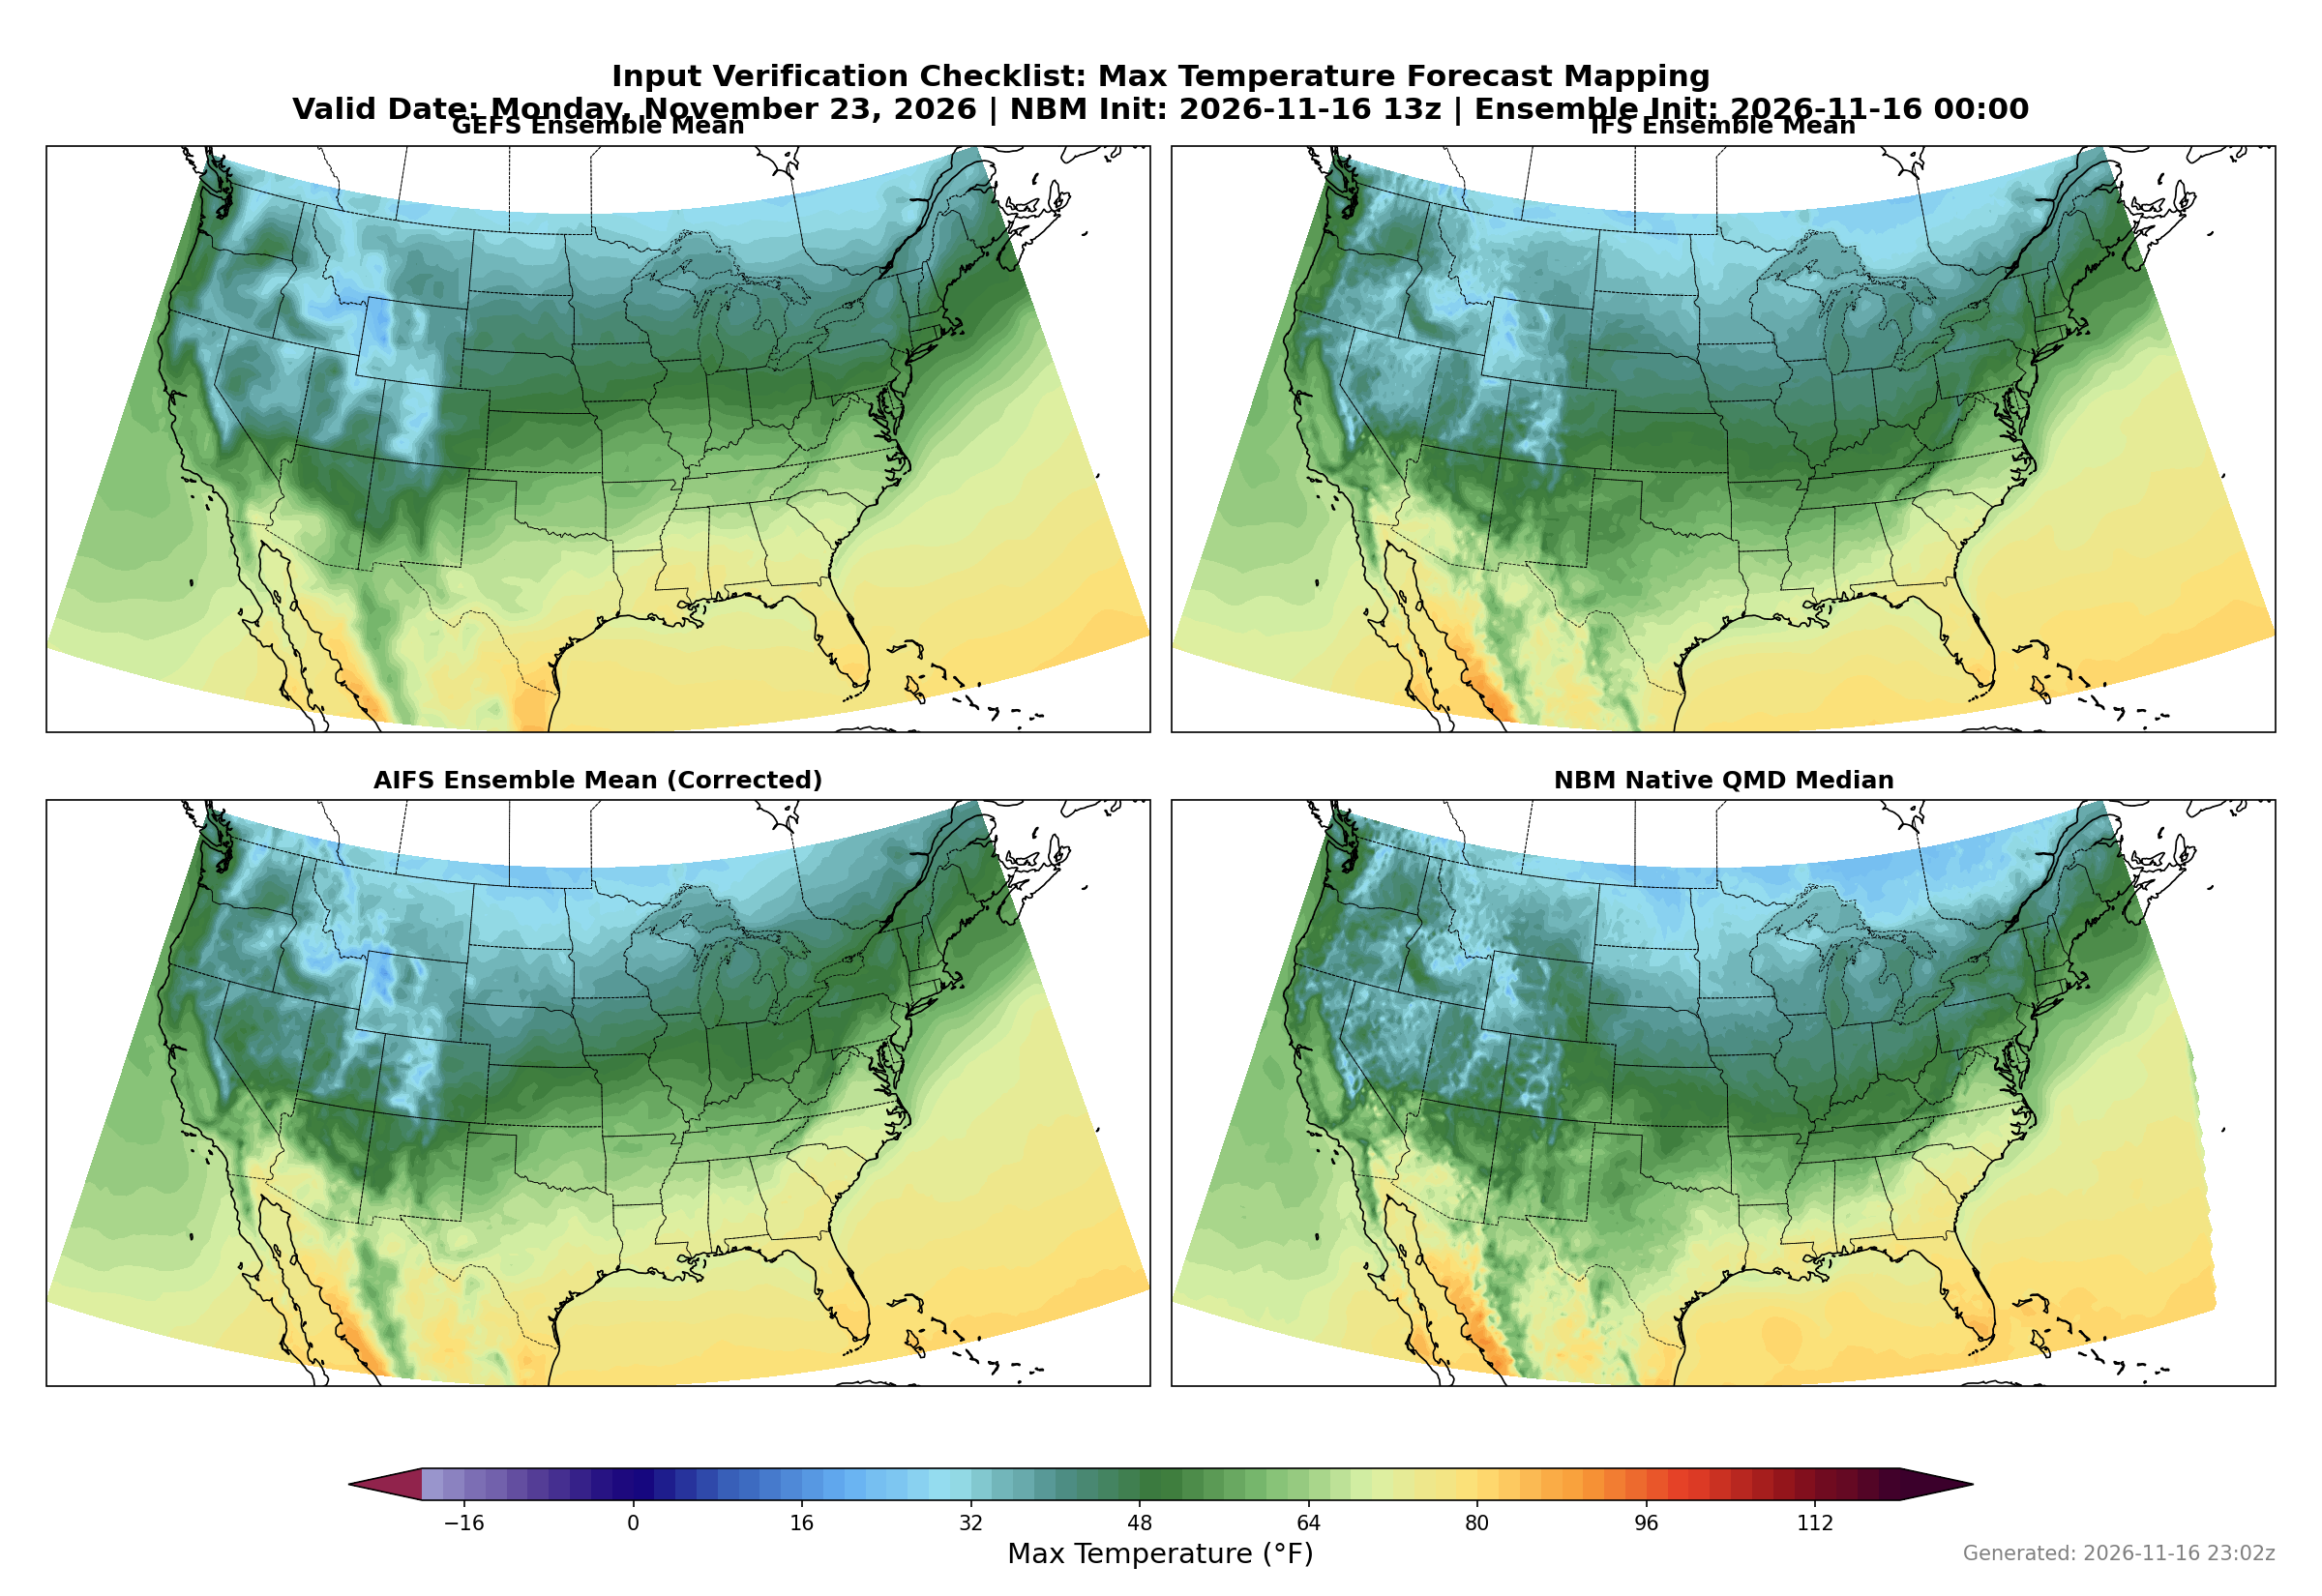 Input Verification Checklist: Max Temperature Forecast Mapping
Valid Date: Monday, November 23, 2026 | NBM Init: 2026-11-16 13z | Ensemble Init: 2026-11-16 00:00
GEFS Ensemble Mean
IFS Ensemble Mean
AIFS Ensemble Mean (Corrected)
NBM Native QMD Median
−16 0 16 32 48 64 80 96 112
Max Temperature (°F)
Generated: 2026-11-16 23:02z